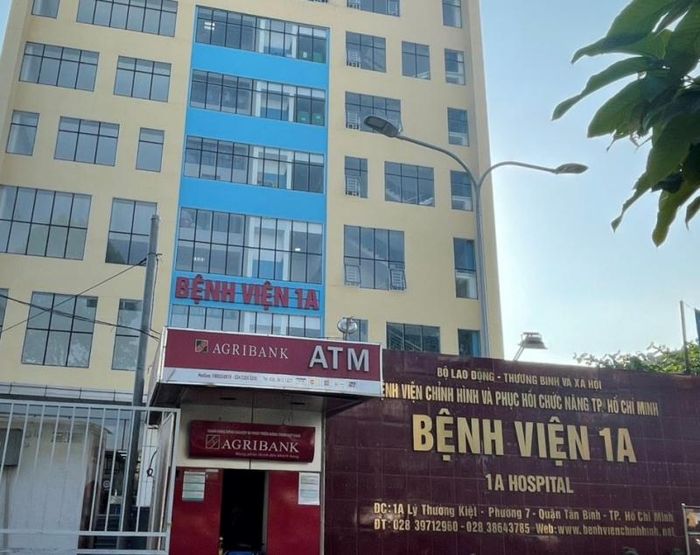 BỆNH VIỆN 1A
AGRIBANK ATM
AGRIBANK
BỘ LAO ĐỘNG - THƯƠNG BINH VÀ XÃ HỘI
BỆNH VIỆN CHỈNH HÌNH VÀ PHỤC HỒI CHỨC NĂNG TP. HỒ CHÍ MINH
BỆNH VIỆN 1A
1A HOSPITAL
ĐC: 1A Lý Thường Kiệt - Phường 7 - Quận Tân Bình - TP. Hồ Chí Minh
ĐT: 028 39712960 - 028 38643785 Web: www.benhvienchinhhinh.net